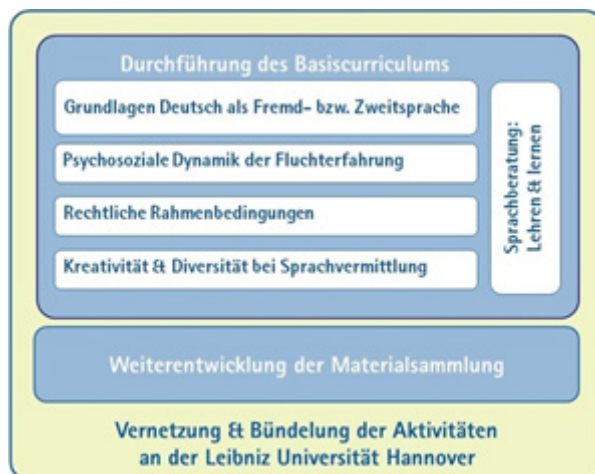 Durchführung des Basiscurriculums
Grundlagen Deutsch als Fremd- bzw. Zweitsprache
Psychosoziale Dynamik der Fluchterfahrung
Rechtliche Rahmenbedingungen
Kreativität & Diversität bei Sprachvermittlung
Sprachberatung:
Lehren & lernen
Weiterentwicklung der Materialsammlung
Vernetzung & Bündelung der Aktivitäten
an der Leibniz Universität Hannover